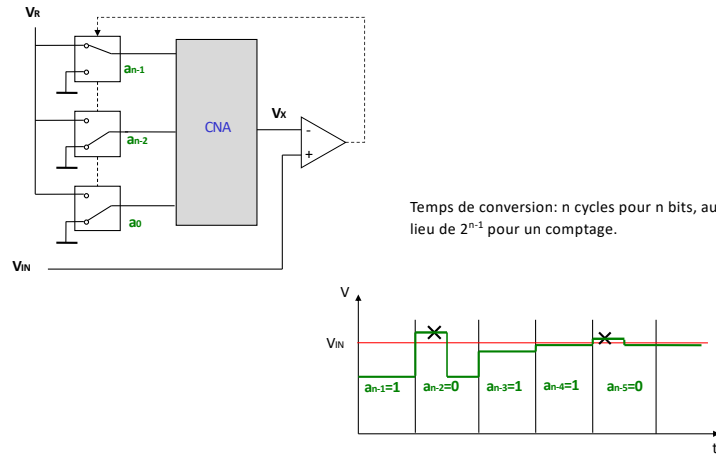 VR
an-1
an-2
a0
CNA
VX
-
+
VIN
Temps de conversion: n cycles pour n bits, au
lieu de 2ⁿ⁻¹ pour un comptage.
V
VIN
an-1=1
an-2=0
an-3=1
an-4=1
an-5=0
t